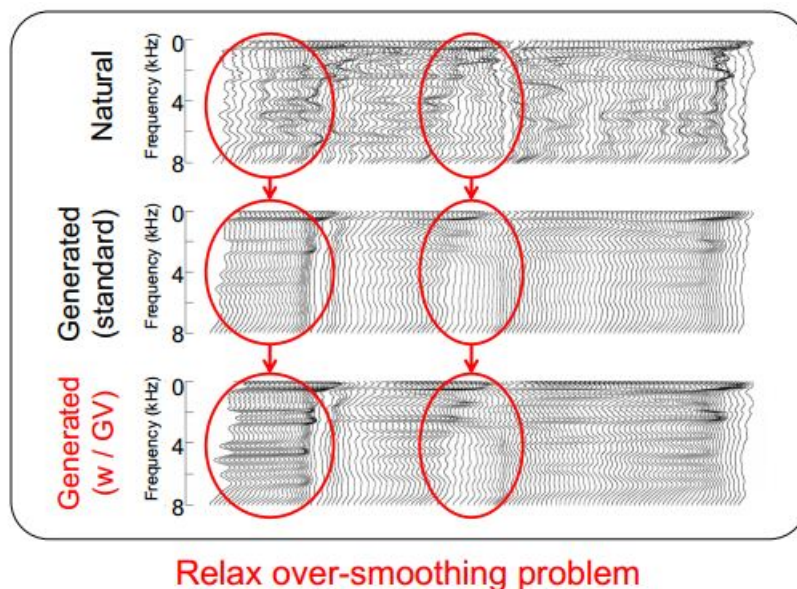 Natural
Frequency (kHz)
0
4
8
Generated
(standard)
Frequency (kHz)
0
4
8
Generated
(w / GV)
Frequency (kHz)
0
4
8
Relax over-smoothing problem